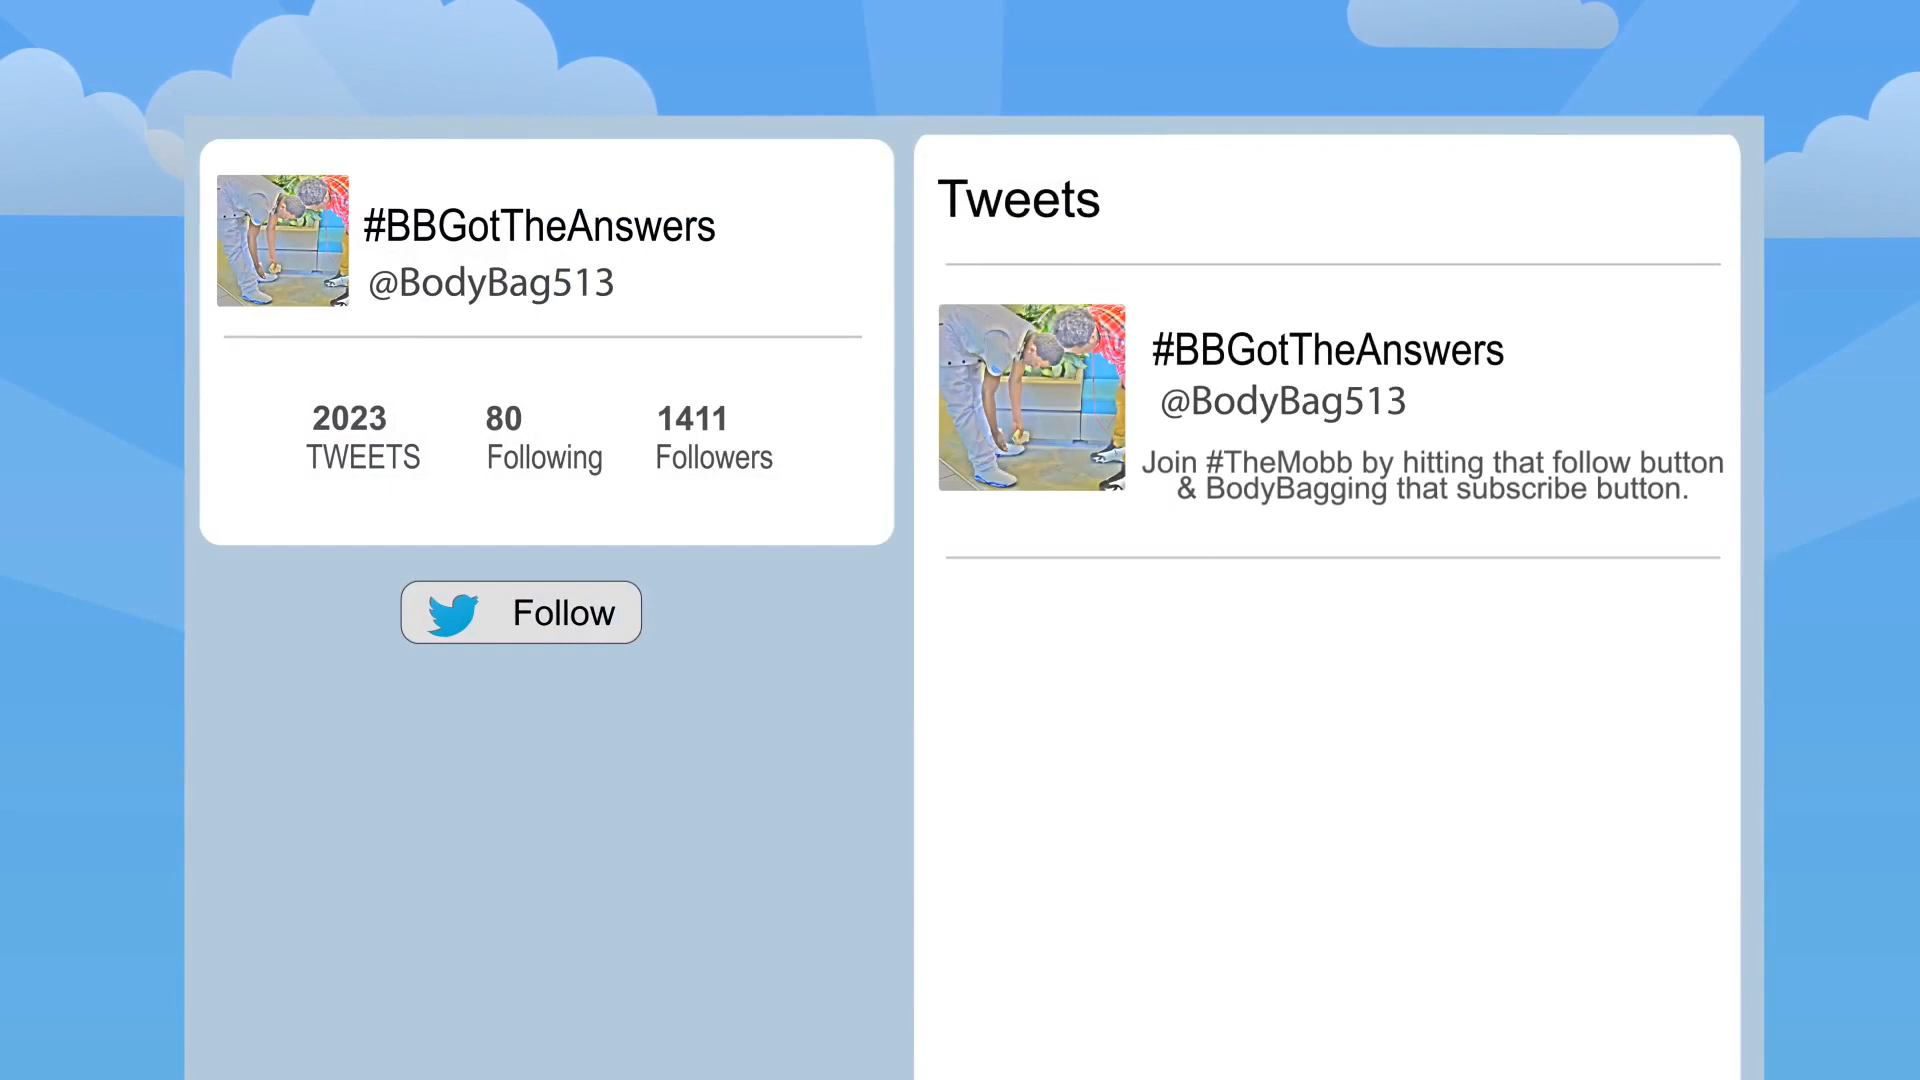 #BBGotTheAnswers
@BodyBag513
2023 80 1411
TWEETS Following Followers
Follow
Tweets
#BBGotTheAnswers
@BodyBag513
Join #TheMobb by hitting that follow button
& BodyBagging that subscribe button.